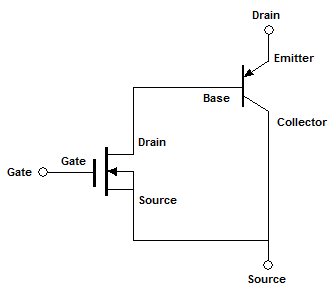 Drain
Emitter
Base
Collector
Drain
Gate
Gate
Source
Source